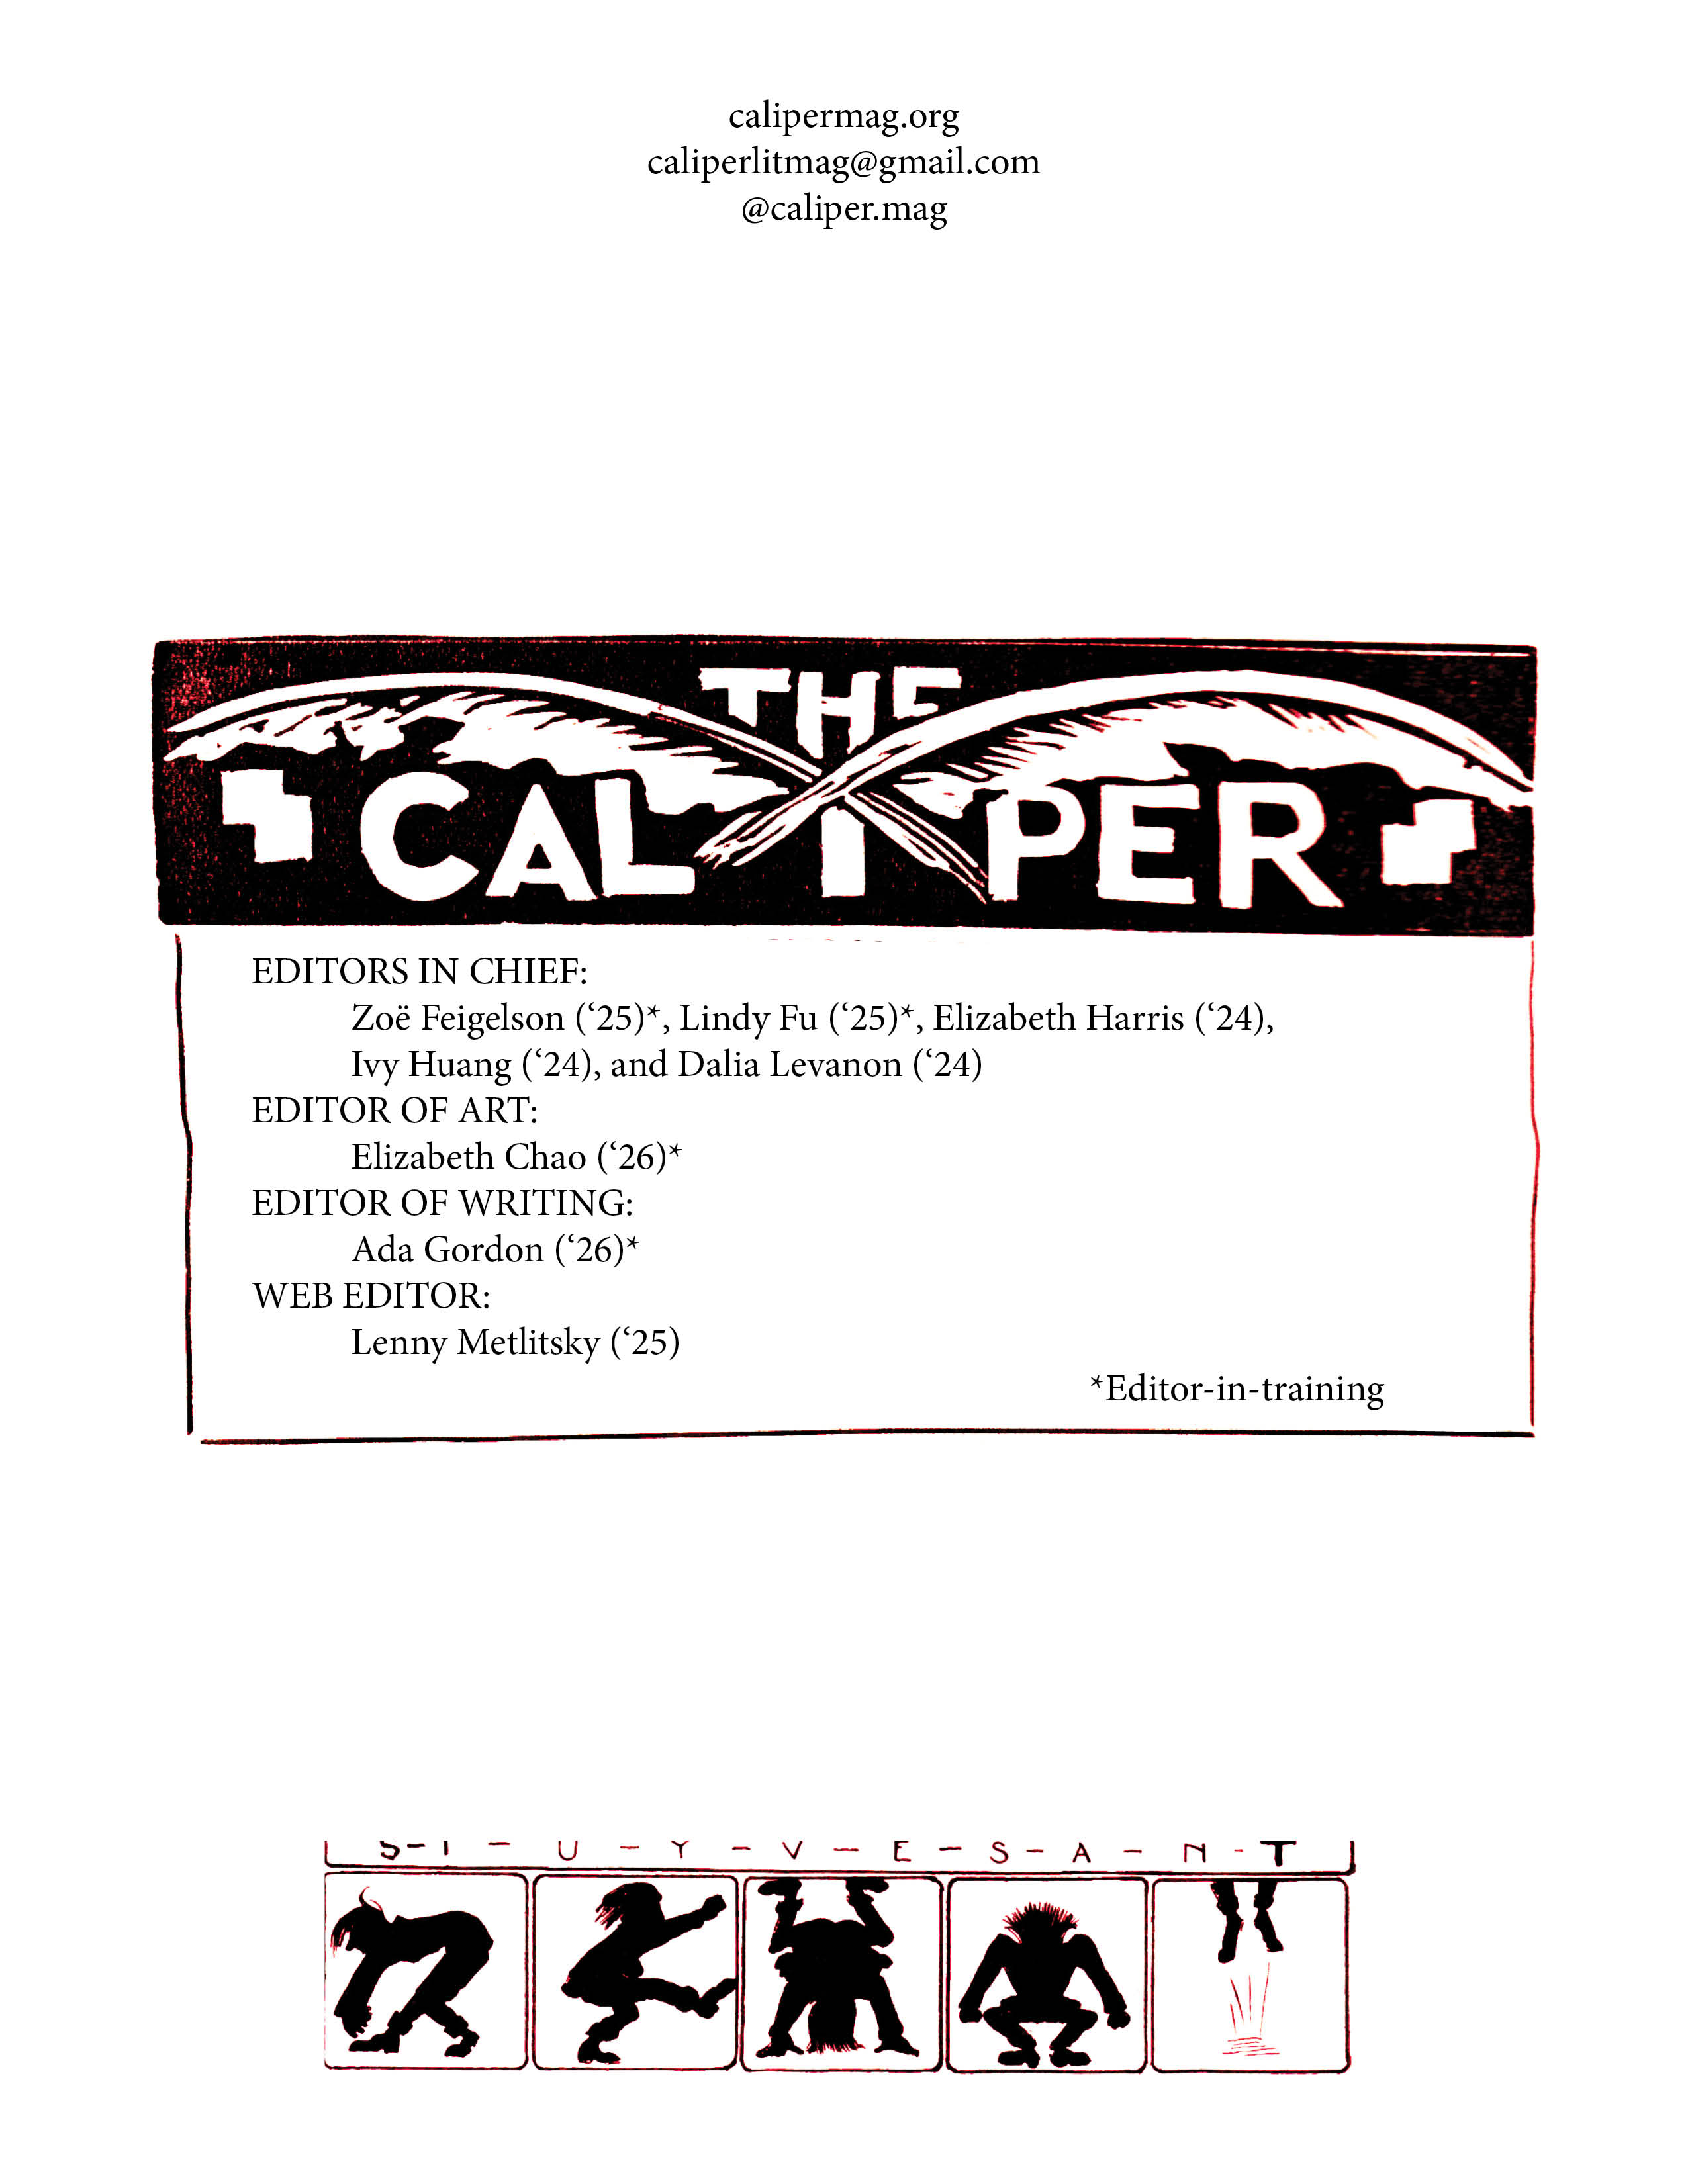 calipermag.org
caliperlitmag@gmail.com
@caliper.mag
THE
CALIPER
EDITORS IN CHIEF:
Zoë Feigelson (‘25)*, Lindy Fu (‘25)*, Elizabeth Harris (‘24),
Ivy Huang (‘24), and Dalia Levanon (‘24)
EDITOR OF ART:
Elizabeth Chao (‘26)*
EDITOR OF WRITING:
Ada Gordon (‘26)*
WEB EDITOR:
Lenny Metlitsky (‘25)
*Editor-in-training
S-T-U-Y-V-E-S-A-N-T